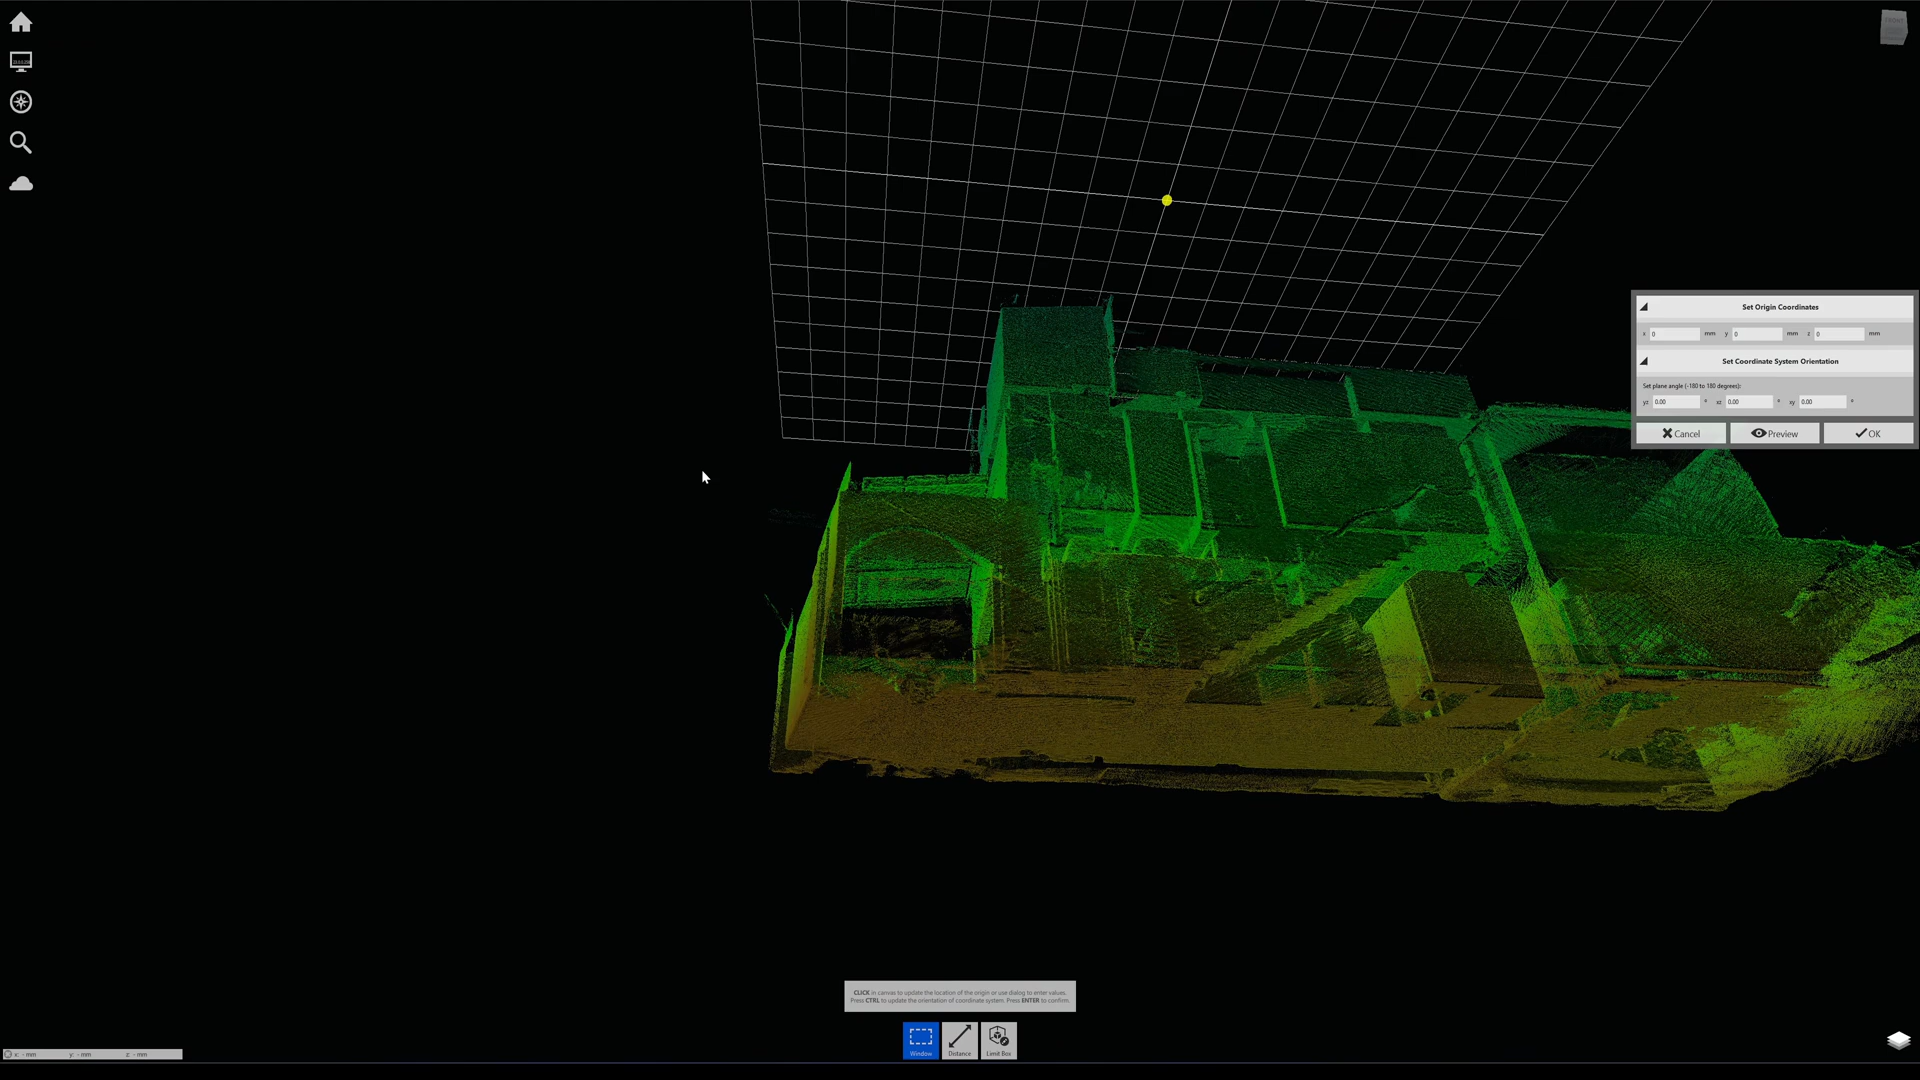 Set Origin Coordinates
x 0 mm y 0 mm z 0 mm
Set Coordinate System Orientation
Set plane angle (-180 to 180 degrees):
yz 0.00 ° xz 0.00 ° xy 0.00 °
Cancel Preview OK
CLICK in canvas to update the location of the origin or use dialog to enter values.
Press CTRL to update the orientation of coordinate system. Press ENTER to confirm.
Window Distance Limit Box
x: - mm y: - mm z: - mm